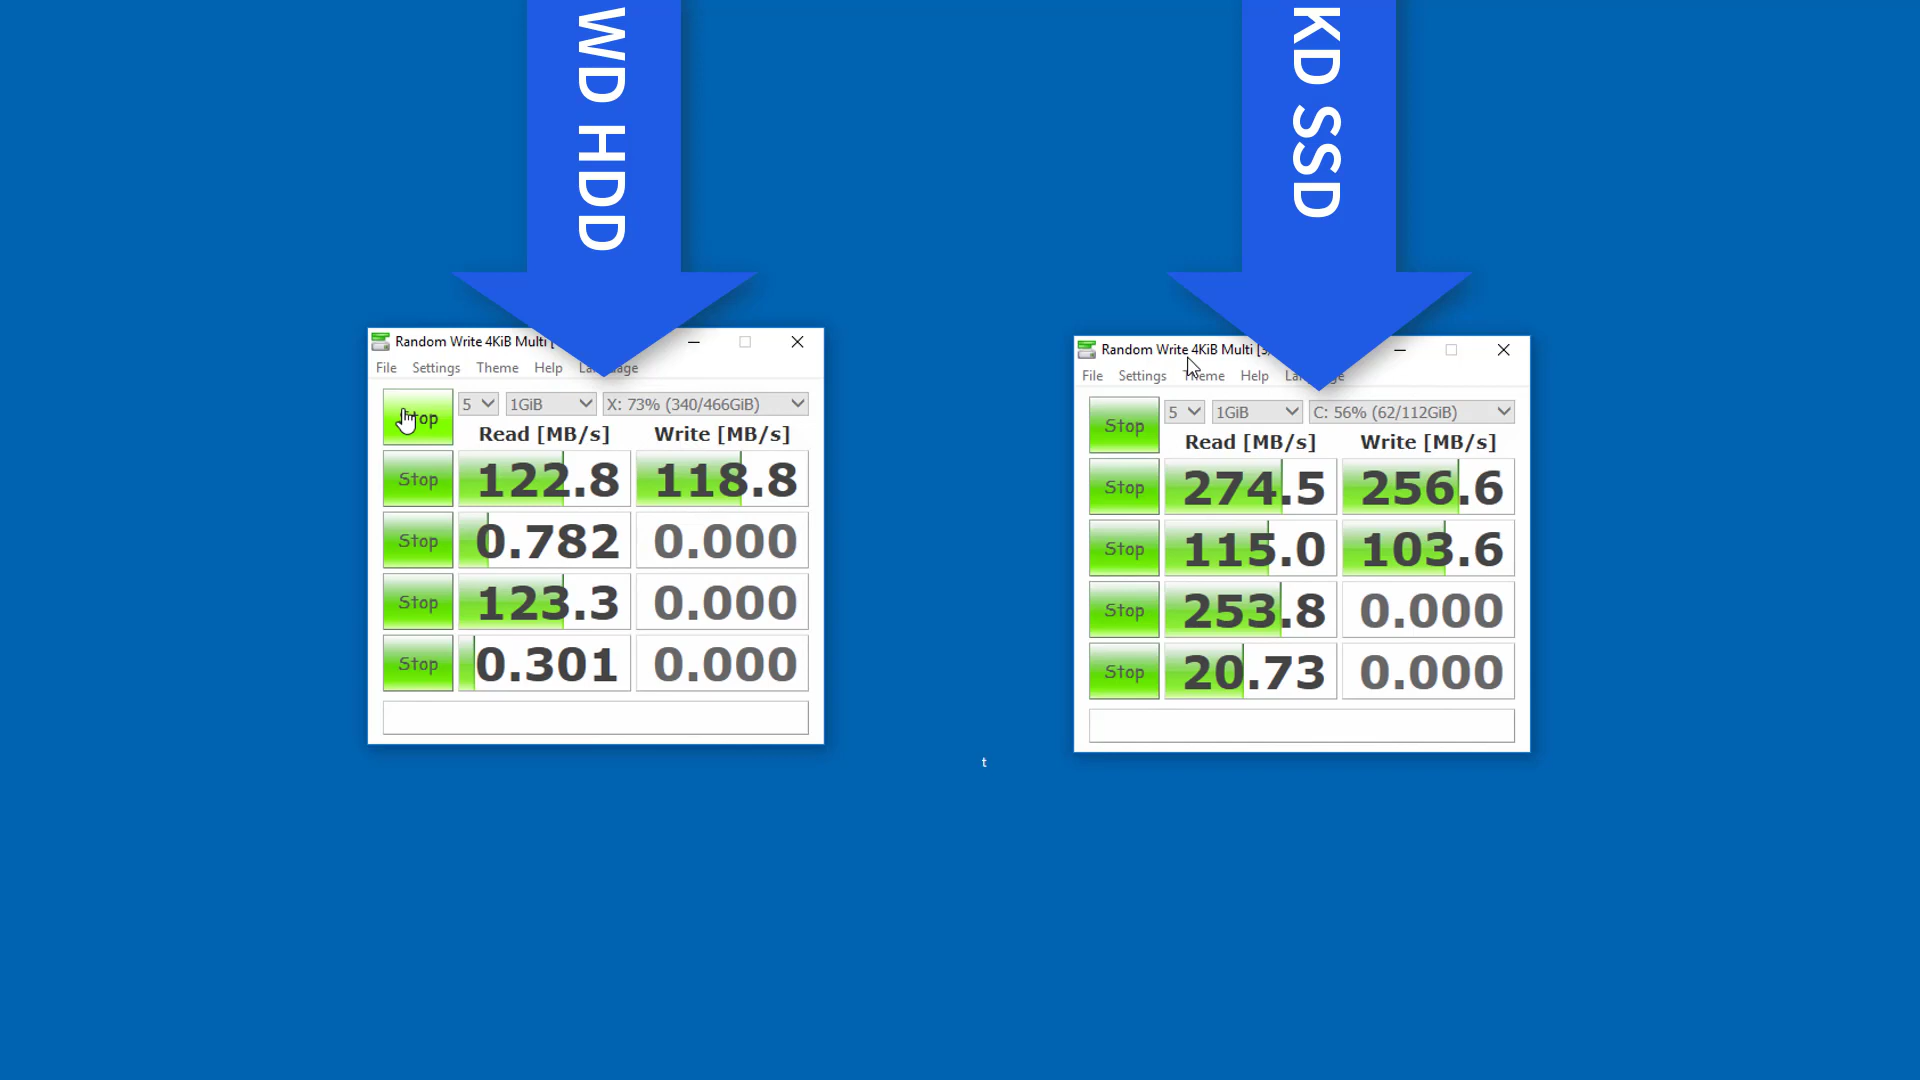 WD HDD
KD SSD
Random Write 4KiB Multi [
File Settings Theme Help
Stop 5 1GiB X: 73% (340/466GiB)
Read [MB/s] Write [MB/s]
Stop 122.8 118.8
Stop 0.782 0.000
Stop 123.3 0.000
Stop 0.301 0.000
Random Write 4KiB Multi [
File Settings Theme Help
Stop 5 1GiB C: 56% (62/112GiB)
Read [MB/s] Write [MB/s]
Stop 274.5 256.6
Stop 115.0 103.6
Stop 253.8 0.000
Stop 20.73 0.000
t